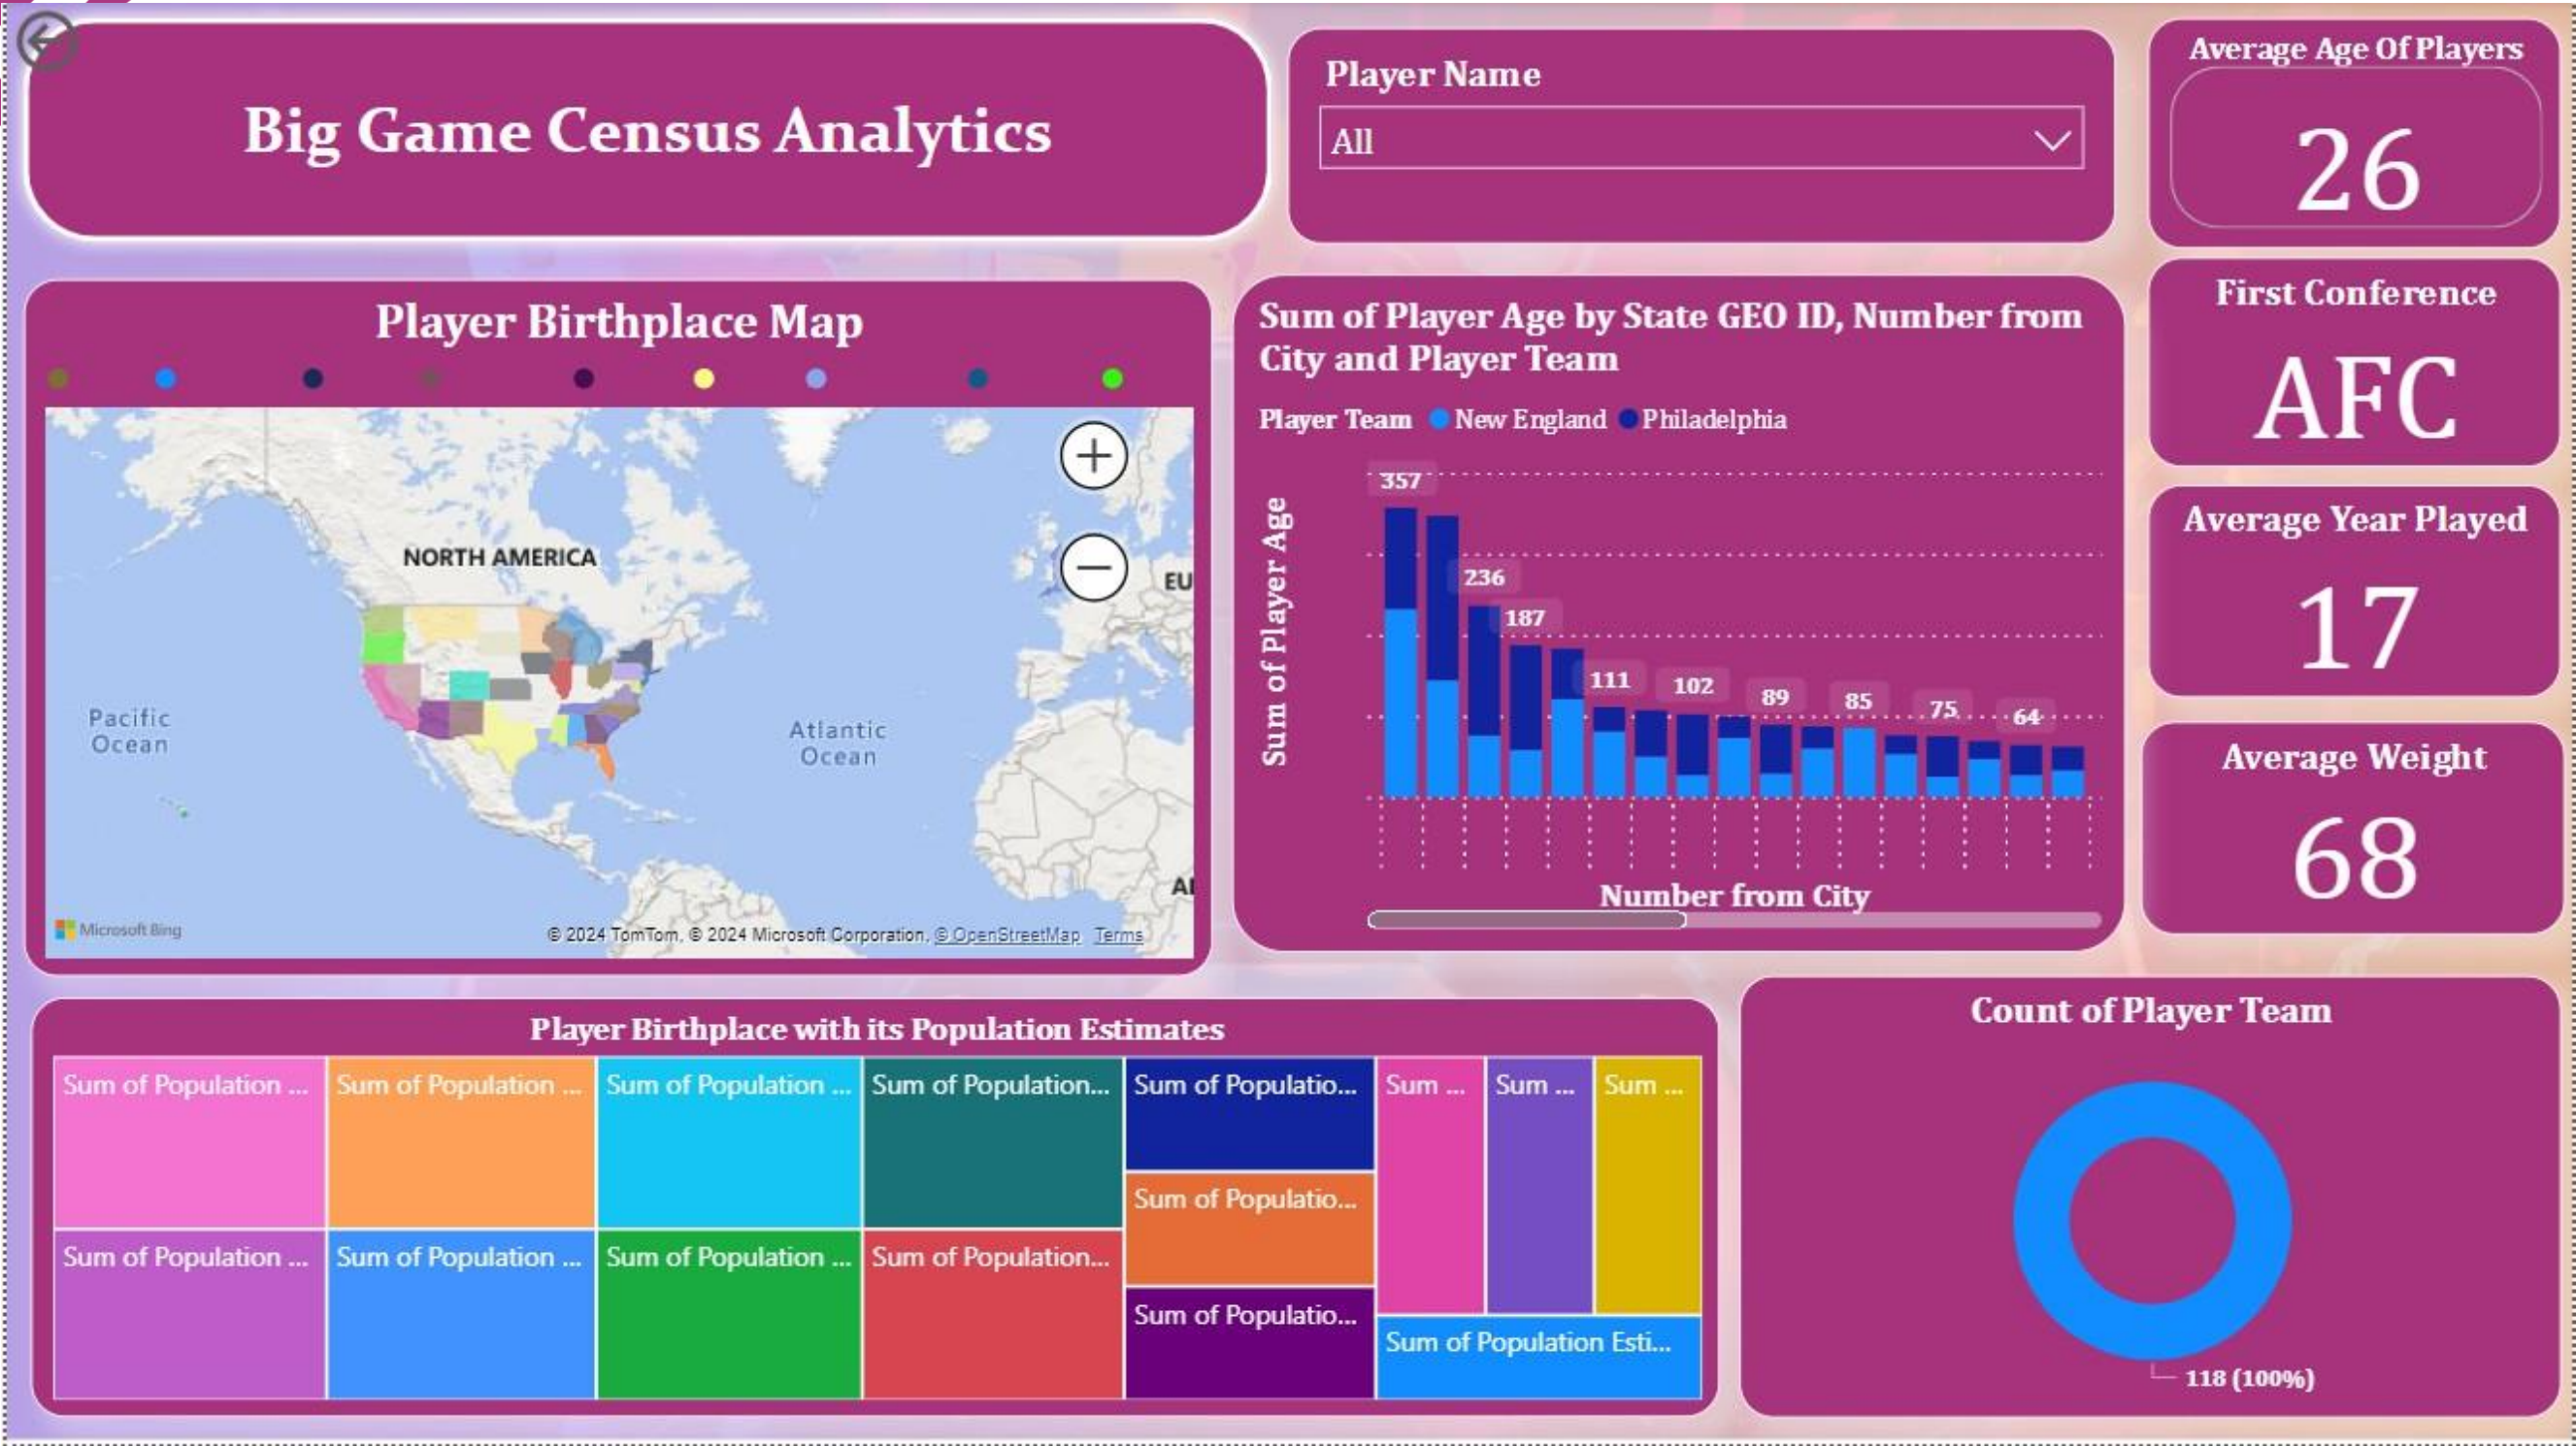 Big Game Census Analytics
Player Name
All
Average Age Of Players
26
First Conference
AFC
Average Year Played
17
Average Weight
68
Player Birthplace Map
NORTH AMERICA
EU
Pacific
Ocean
Atlantic
Ocean
AI
Microsoft Bing
© 2024 TomTom, © 2024 Microsoft Corporation, © OpenStreetMap Terms
Sum of Player Age by State GEO ID, Number from
City and Player Team
Player Team New England Philadelphia
Sum of Player Age
357
236
187
111
102
89
85
75
64
Number from City
Player Birthplace with its Population Estimates
Sum of Population ...
Sum of Population ...
Sum of Population ...
Sum of Population...
Sum of Populatio...
Sum ...
Sum ...
Sum ...
Sum of Populatio...
Sum of Population ...
Sum of Population ...
Sum of Population ...
Sum of Population...
Sum of Populatio...
Sum of Population Esti...
Count of Player Team
118 (100%)